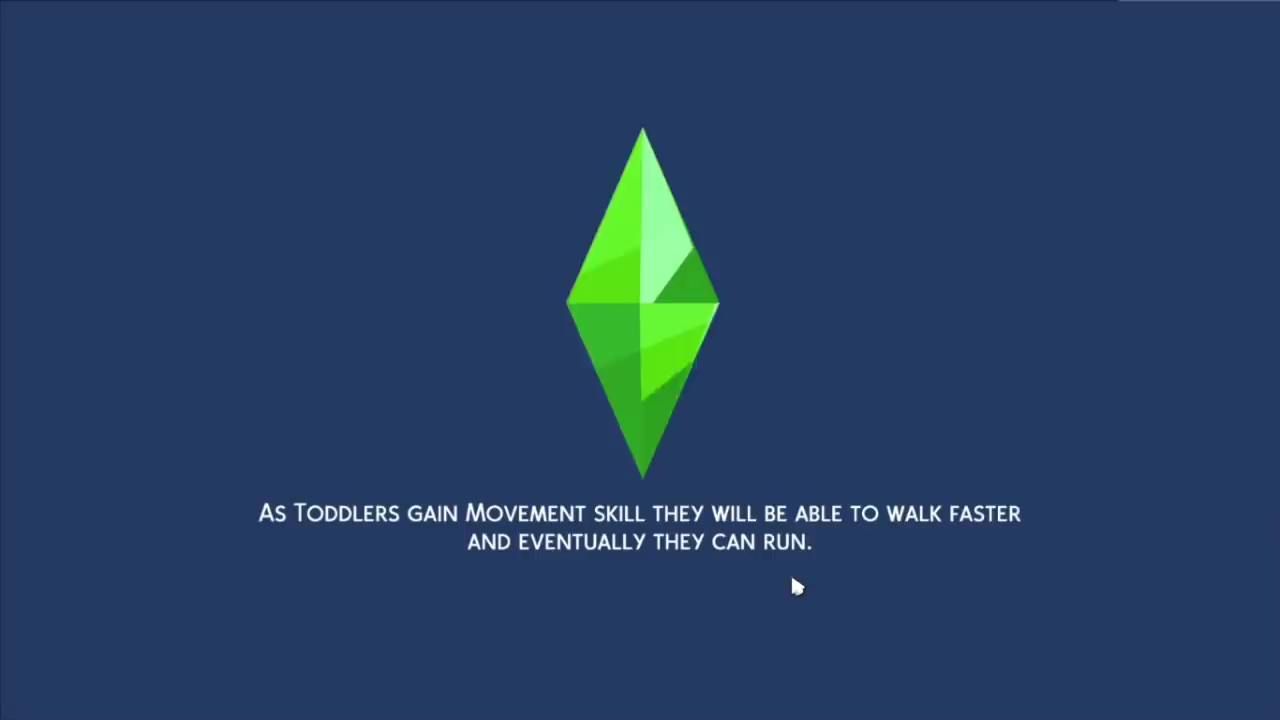 As Toddlers gain Movement skill they will be able to walk faster
and eventually they can run.